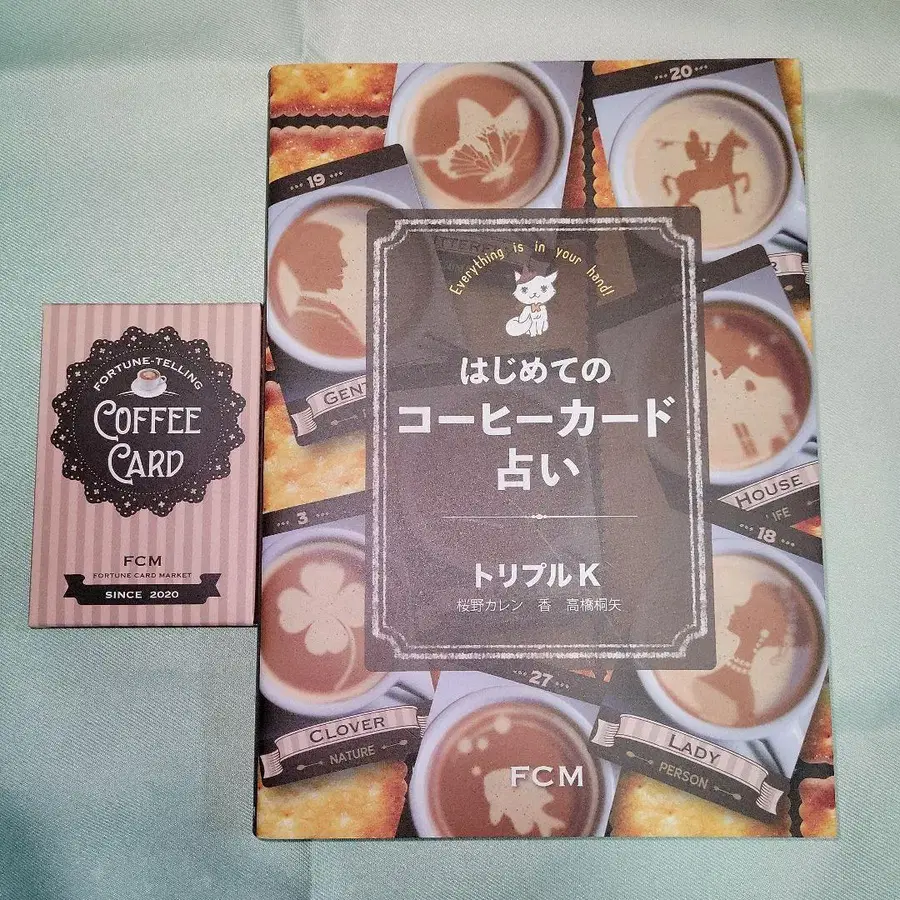 FORTUNE-TELLING
COFFEE
CARD
FCM
FORTUNE CARD MARKET
SINCE 2020
20
19
Everything is in your hand!
はじめての
コーヒーカード
占い
トリプルK
桜野カレン 香 高橋桐矢
GENT
HOUSE
IFE
3
18
CLOVER
NATURE
27
LADY
PERSON
FCM